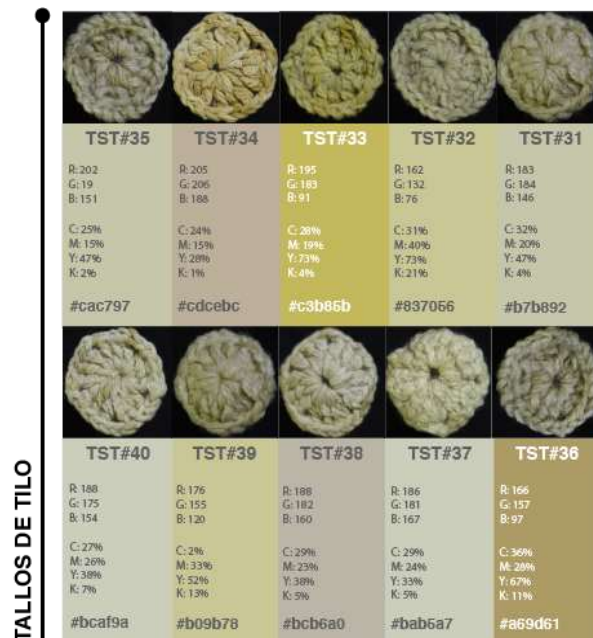 TALLOS DE TILO
TST#35
R: 202
G: 19
B: 151
C: 25%
M: 15%
Y: 47%
K: 2%
#cac797
TST#34
R: 205
G: 206
B: 188
C: 24%
M: 15%
Y: 28%
K: 1%
#cdcebc
TST#33
R: 195
G: 183
B: 91
C: 28%
M: 19%
Y: 73%
K: 4%
#c3b85b
TST#32
R: 162
G: 132
B: 76
C: 31%
M: 40%
Y: 73%
K: 21%
#837056
TST#31
R: 183
G: 184
B: 146
C: 32%
M: 20%
Y: 47%
K: 4%
#b7b892
TST#40
R: 188
G: 175
B: 154
C: 27%
M: 26%
Y: 38%
K: 7%
#bcaf9a
TST#39
R: 176
G: 155
B: 120
C: 2%
M: 33%
Y: 52%
K: 13%
#b09b78
TST#38
R: 188
G: 182
B: 160
C: 29%
M: 23%
Y: 38%
K: 5%
#bcb6a0
TST#37
R: 186
G: 181
B: 167
C: 29%
M: 24%
Y: 33%
K: 5%
#bab5a7
TST#36
R: 166
G: 157
B: 97
C: 36%
M: 28%
Y: 67%
K: 11%
#a69d61